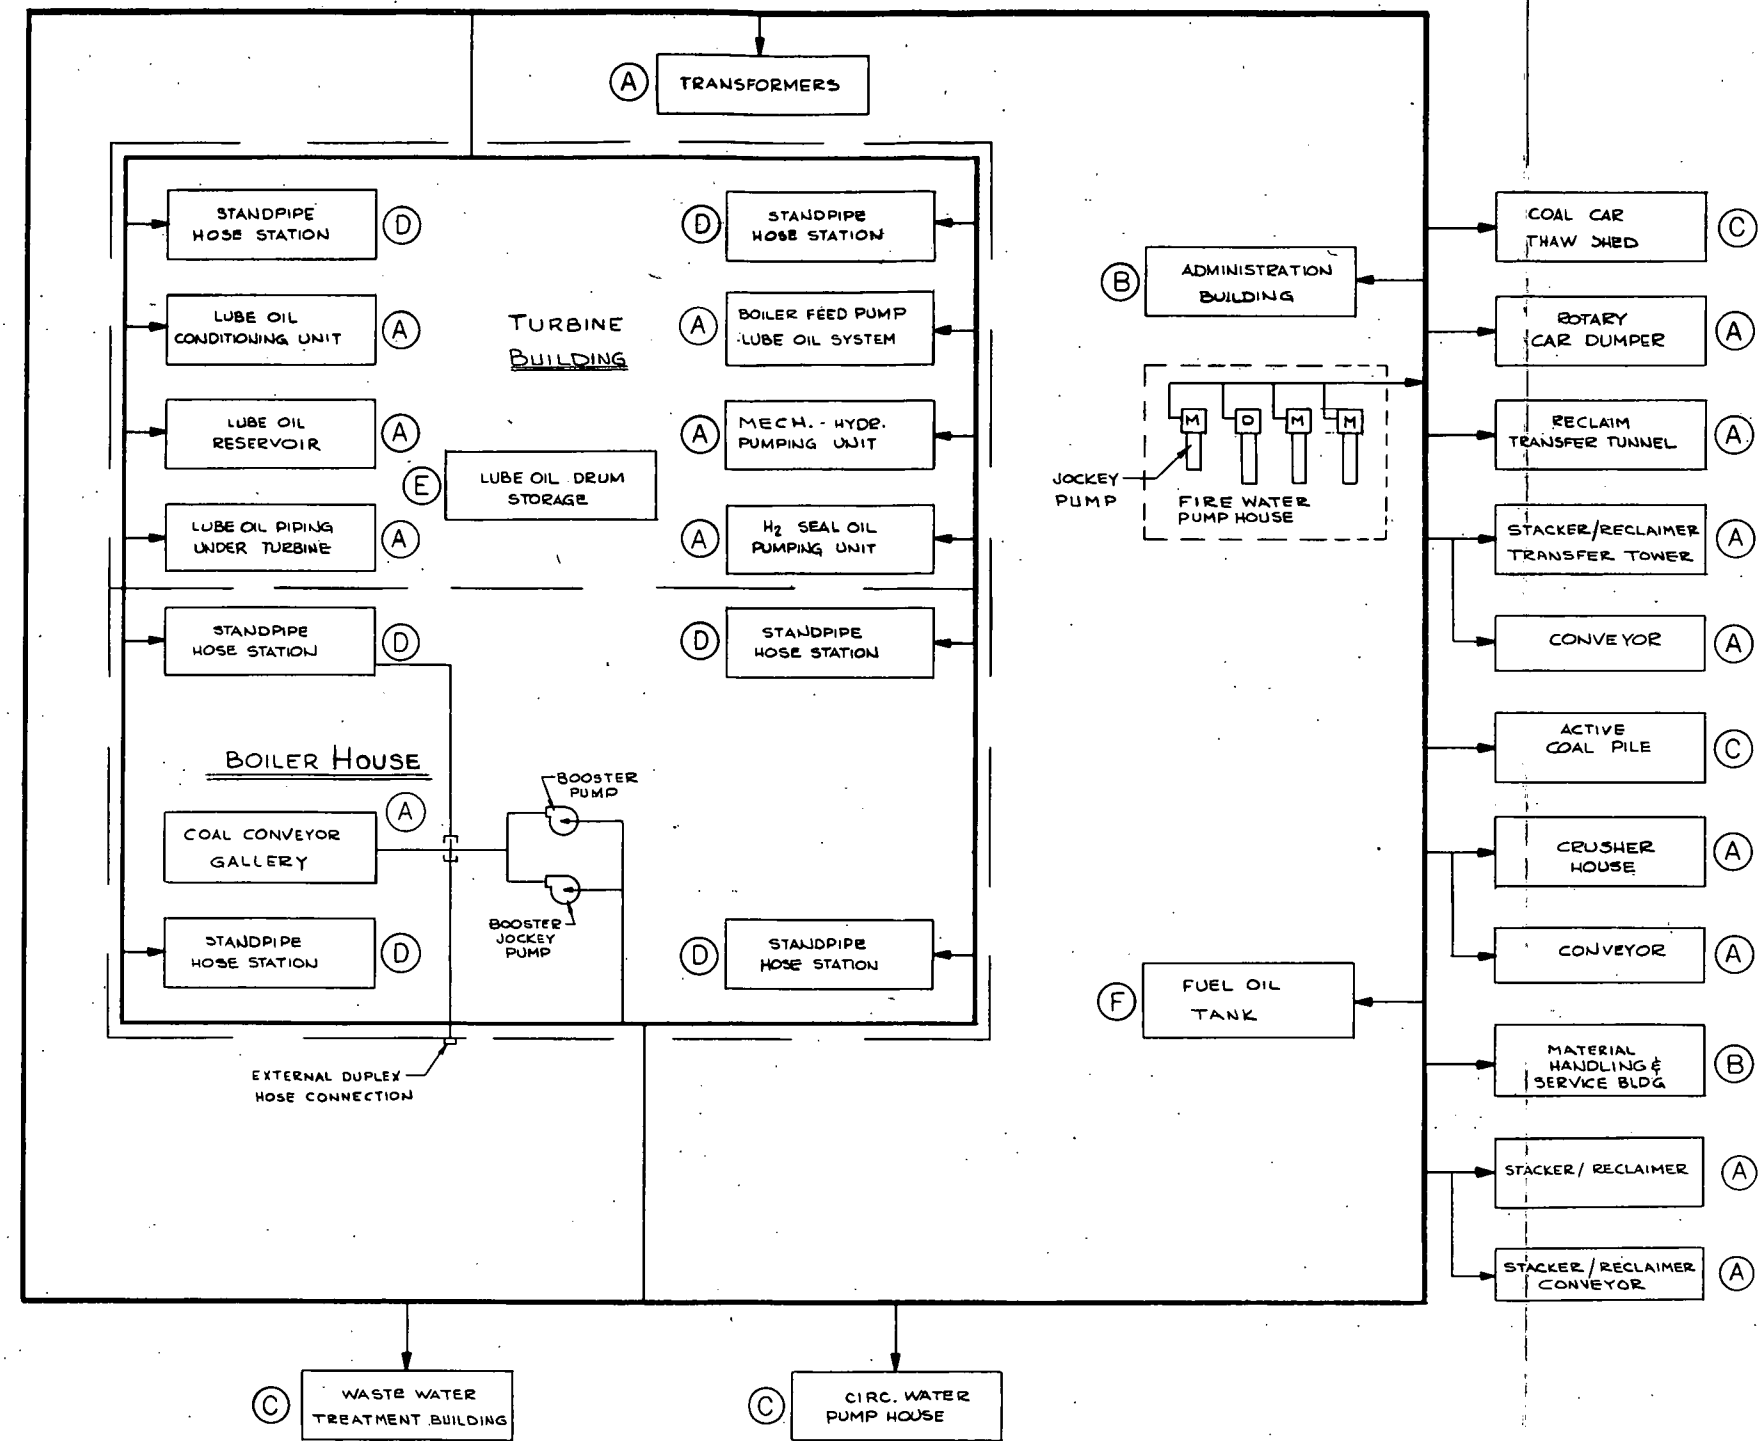 A
TRANSFORMERS
STANDPIPE
HOSE STATION
D
D
STANDPIPE
HOSE STATION
LUBE OIL
CONDITIONING UNIT
A
TURBINE
BUILDING
A
BOILER FEED PUMP
LUBE OIL SYSTEM
LUBE OIL
RESERVOIR
A
A
MECH. - HYDR.
PUMPING UNIT
E
LUBE OIL DRUM
STORAGE
LUBE OIL PIPING
UNDER TURBINE
A
A
H2 SEAL OIL
PUMPING UNIT
STANDPIPE
HOSE STATION
D
D
STANDPIPE
HOSE STATION
BOILER HOUSE
A
COAL CONVEYOR
GALLERY
BOOSTER
PUMP
BOOSTER
JOCKEY
PUMP
STANDPIPE
HOSE STATION
D
D
STANDPIPE
HOSE STATION
EXTERNAL DUPLEX
HOSE CONNECTION
B
ADMINISTRATION
BUILDING
M
D
M
M
JOCKEY
PUMP
FIRE WATER
PUMP HOUSE
F
FUEL OIL
TANK
COAL CAR
THAW SHED
C
ROTARY
CAR DUMPER
A
RECLAIM
TRANSFER TUNNEL
A
STACKER/RECLAIMER
TRANSFER TOWER
A
CONVEYOR
A
ACTIVE
COAL PILE
C
CRUSHER
HOUSE
A
CONVEYOR
A
MATERIAL
HANDLING &
SERVICE BLDG
B
STACKER/ RECLAIMER
A
STACKER/RECLAIMER
CONVEYOR
A
C
WASTE WATER
TREATMENT BUILDING
C
CIRC. WATER
PUMP HOUSE